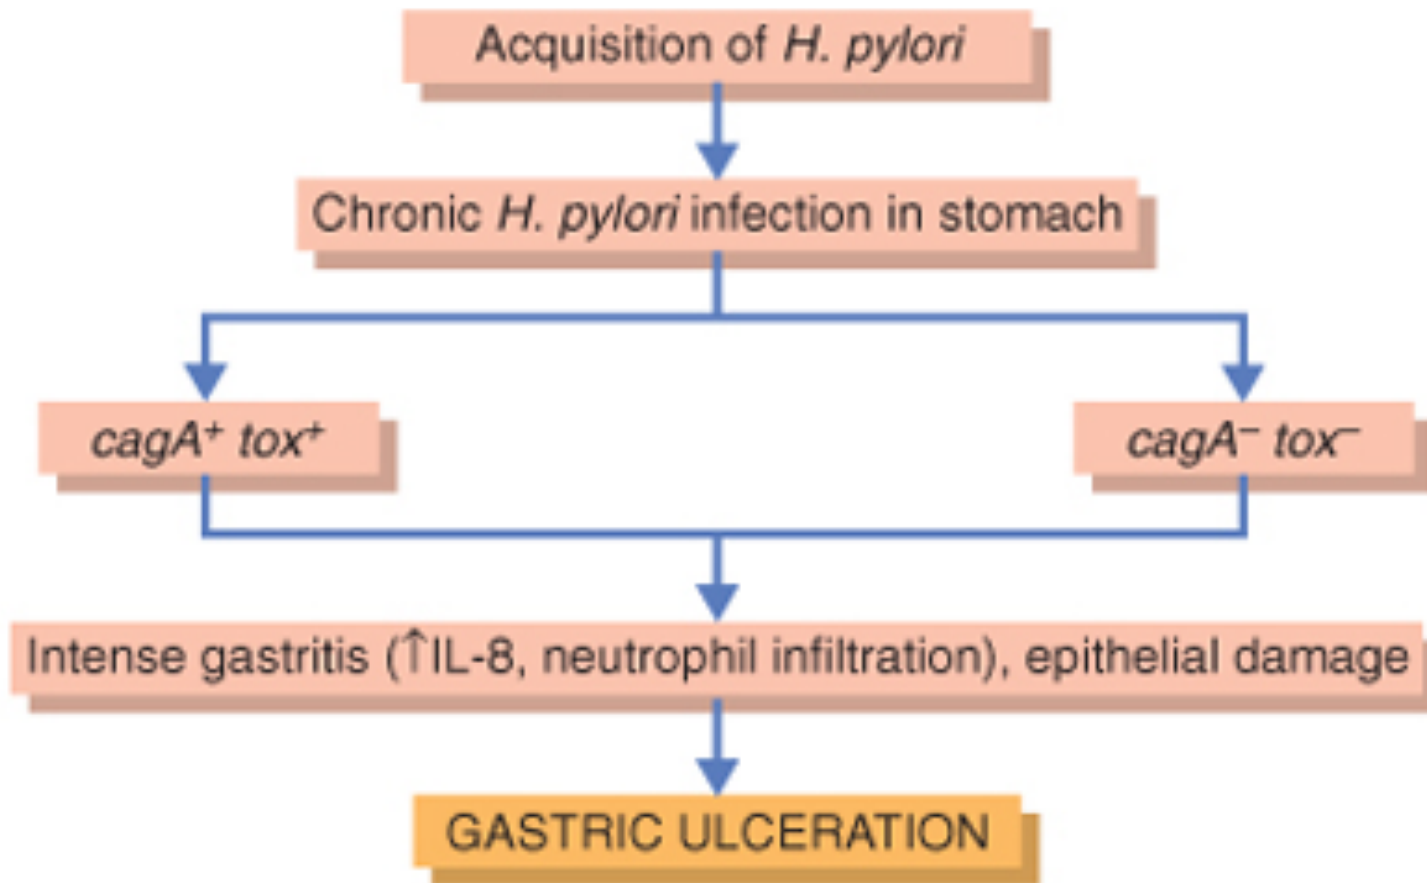 Acquisition of H. pylori
Chronic H. pylori infection in stomach
cagA⁺ tox⁺
cagA⁻ tox⁻
Intense gastritis (↑IL-8, neutrophil infiltration), epithelial damage
GASTRIC ULCERATION